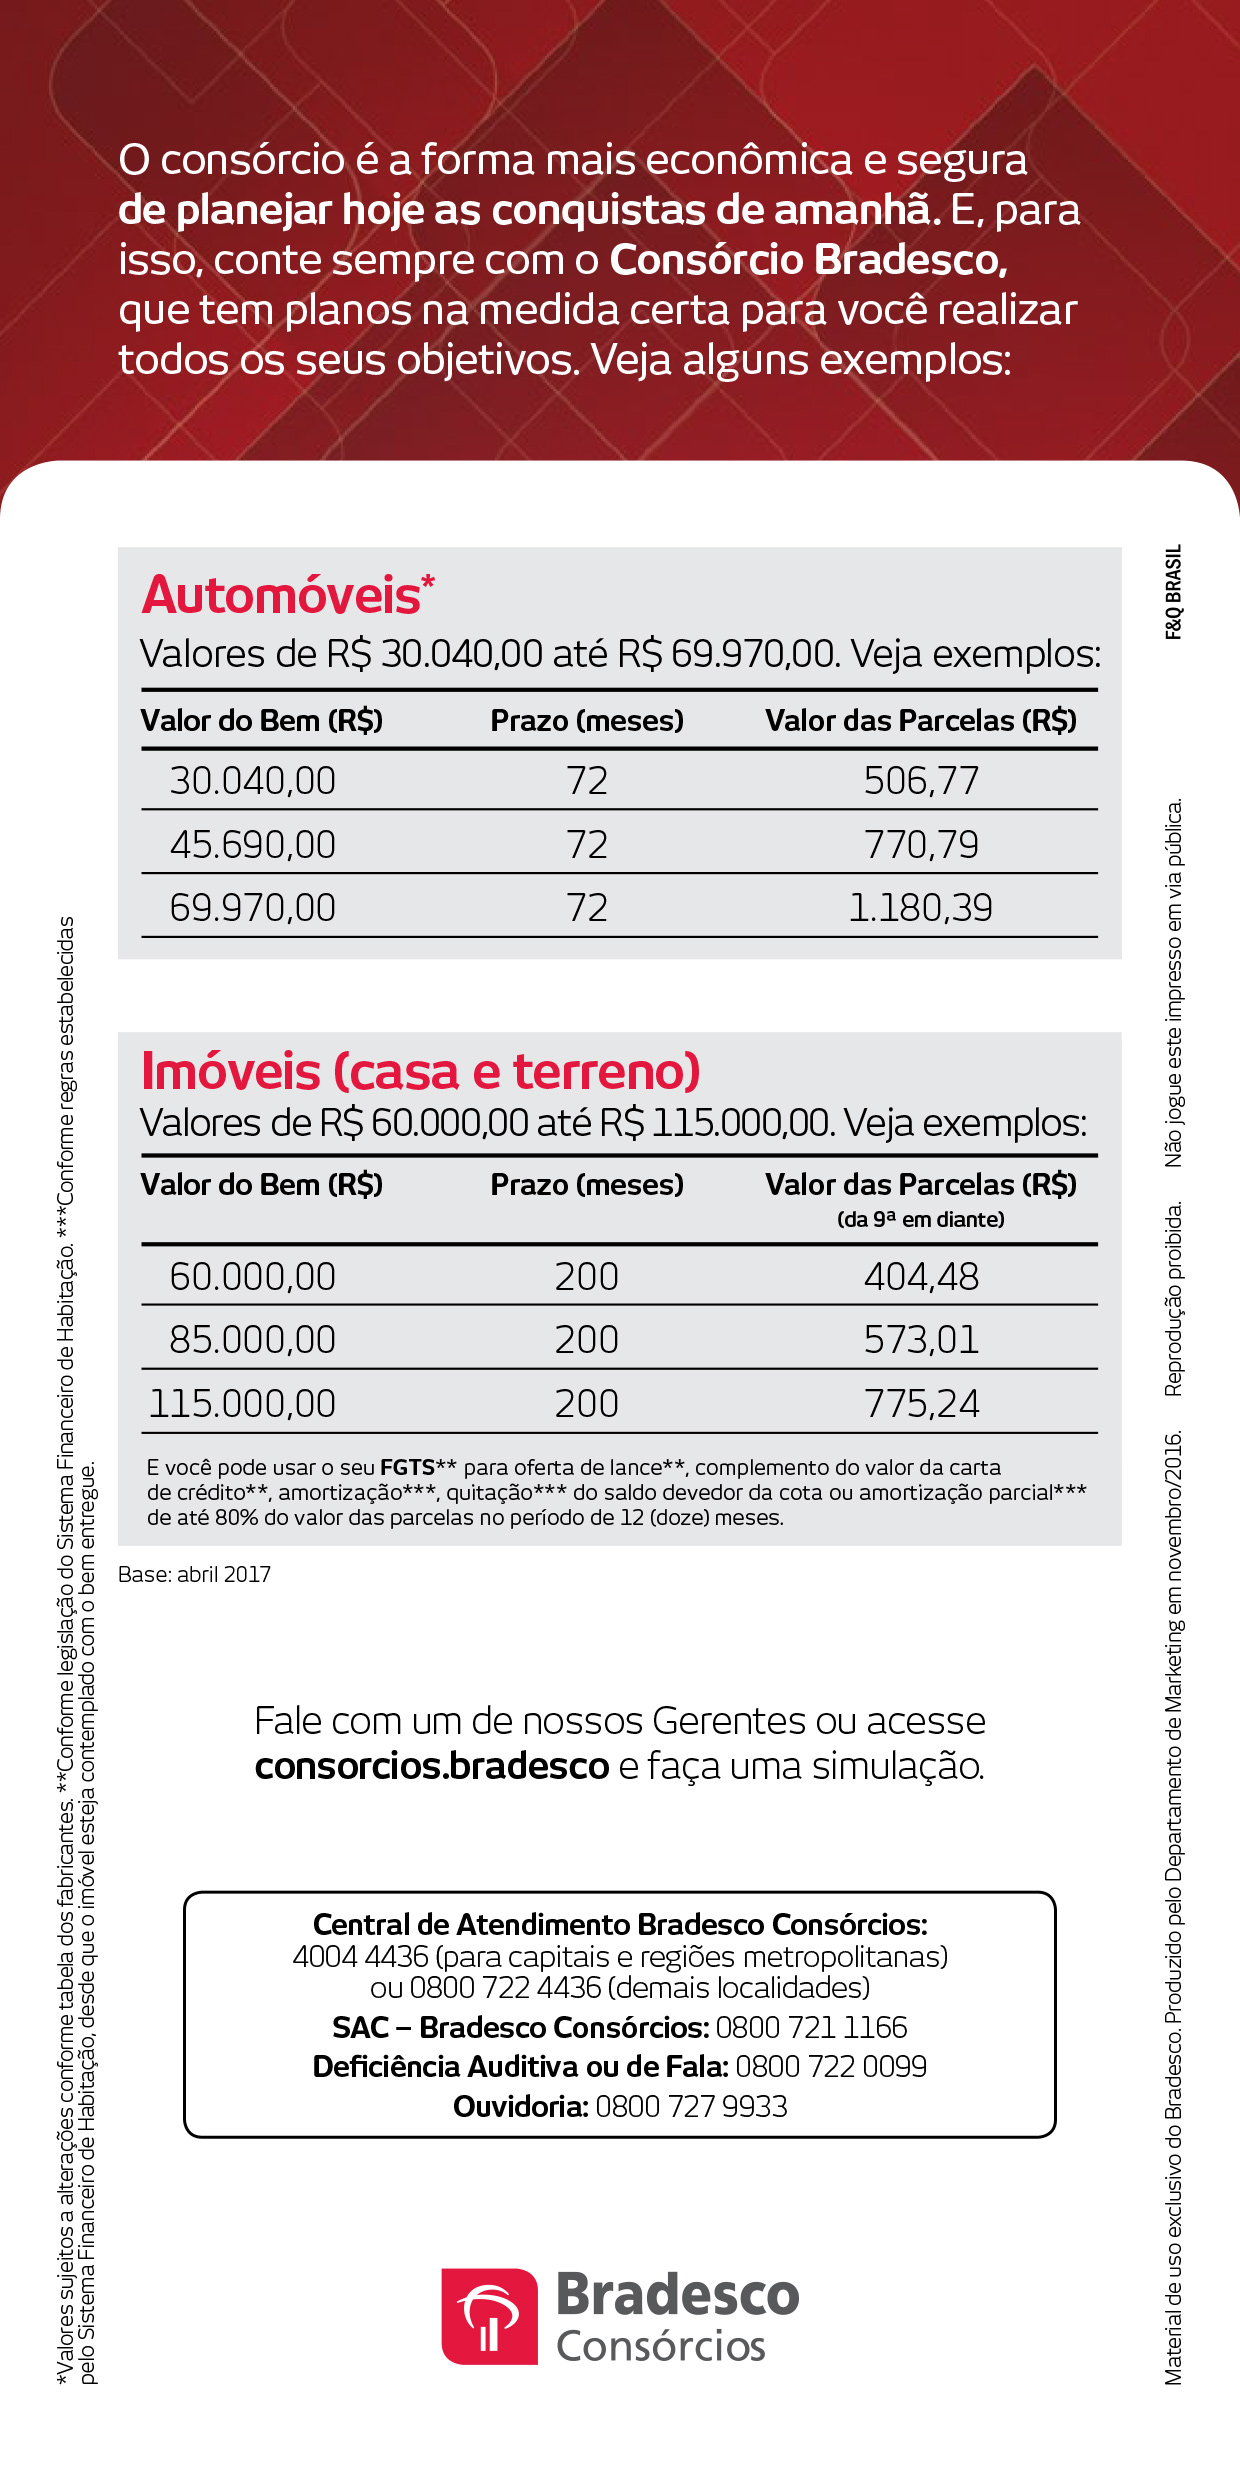 O consórcio é a forma mais econômica e segura
de planejar hoje as conquistas de amanhã. E, para
isso, conte sempre com o Consórcio Bradesco,
que tem planos na medida certa para você realizar
todos os seus objetivos. Veja alguns exemplos:
Automóveis*
Valores de R$ 30.040,00 até R$ 69.970,00. Veja exemplos:
Valor do Bem (R$) Prazo (meses) Valor das Parcelas (R$)
30.040,00 72 506,77
45.690,00 72 770,79
69.970,00 72 1.180,39
Imóveis (casa e terreno)
Valores de R$ 60.000,00 até R$ 115.000,00. Veja exemplos:
Valor do Bem (R$) Prazo (meses) Valor das Parcelas (R$)
(da 9ª em diante)
60.000,00 200 404,48
85.000,00 200 573,01
115.000,00 200 775,24
E você pode usar o seu FGTS** para oferta de lance**, complemento do valor da carta
de crédito**, amortização***, quitação*** do saldo devedor da cota ou amortização parcial***
de até 80% do valor das parcelas no período de 12 (doze) meses.
Base: abril 2017
Fale com um de nossos Gerentes ou acesse
consorcios.bradesco e faça uma simulação.
Central de Atendimento Bradesco Consórcios:
4004 4436 (para capitais e regiões metropolitanas)
ou 0800 722 4436 (demais localidades)
SAC – Bradesco Consórcios: 0800 721 1166
Deficiência Auditiva ou de Fala: 0800 722 0099
Ouvidoria: 0800 727 9933
Bradesco
Consórcios
*Valores sujeitos a alterações conforme tabela dos fabricantes. **Conforme legislação do Sistema Financeiro de Habitação. ***Conforme regras estabelecidas
pelo Sistema Financeiro de Habitação, desde que o imóvel esteja contemplado com o bem entregue.
Material de uso exclusivo do Bradesco. Produzido pelo Departamento de Marketing em novembro/2016. Reprodução proibida. Não jogue este impresso em via pública. F&Q BRASIL